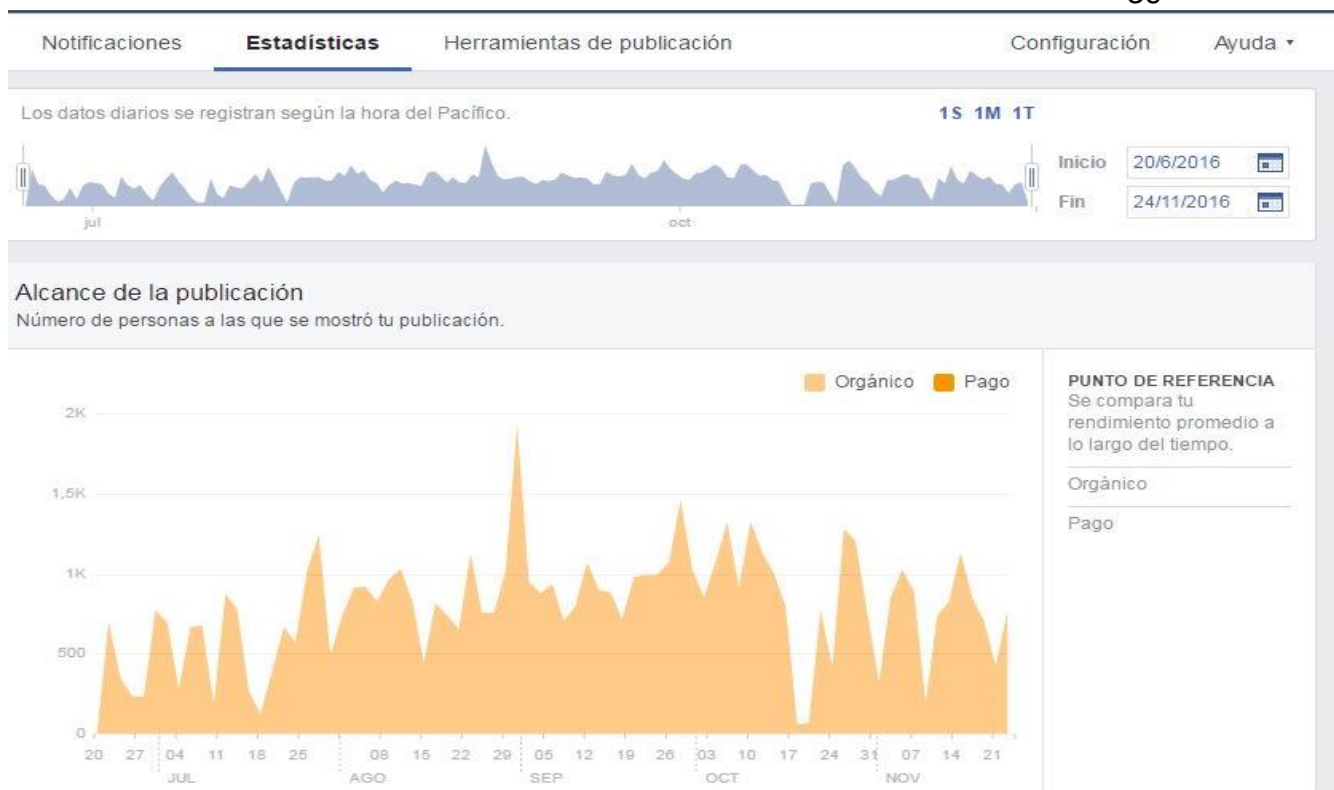 Notificaciones Estadísticas Herramientas de publicación Configuración Ayuda
Los datos diarios se registran según la hora del Pacífico. 1S 1M 1T
Inicio 20/6/2016
Fin 24/11/2016
jul oct
Alcance de la publicación
Número de personas a las que se mostró tu publicación.
Orgánico Pago
PUNTO DE REFERENCIA
Se compara tu
rendimiento promedio a
lo largo del tiempo.
Orgánico
Pago
2K
1,5K
1K
500
0
20 27 04 11 18 25 08 15 22 29 05 12 19 26 03 10 17 24 31 07 14 21
JUL AGO SEP OCT NOV